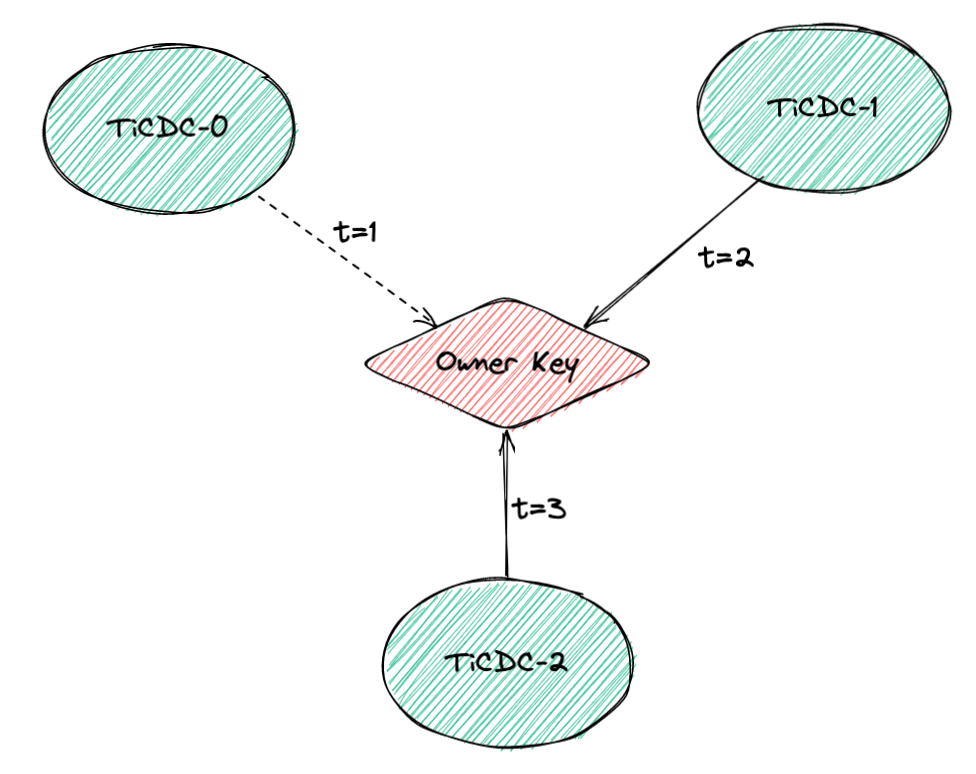 TiCDC-0
TiCDC-1
t=1
t=2
Owner Key
t=3
TiCDC-2